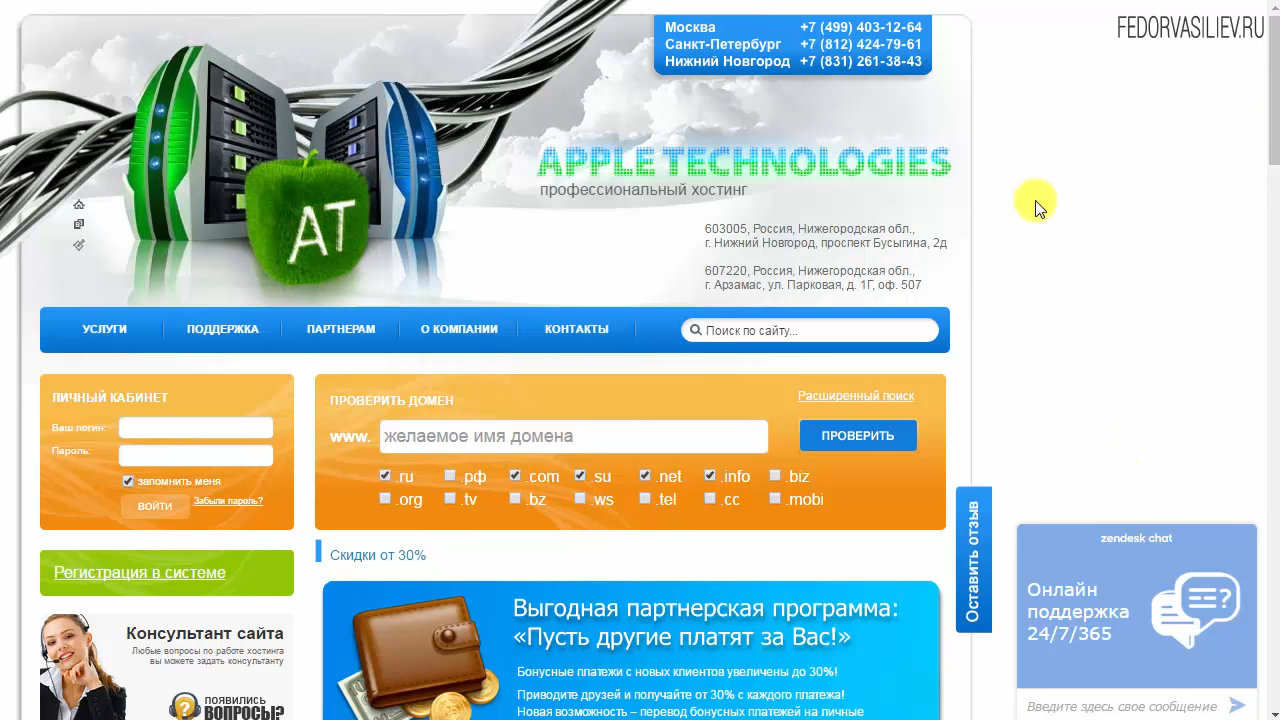 FEDORVASILIEV.RU
Москва +7 (499) 403-12-64
Санкт-Петербург +7 (812) 424-79-61
Нижний Новгород +7 (831) 261-38-43
APPLE TECHNOLOGIES
профессиональный хостинг
AT
603005, Россия, Нижегородская обл.,
г. Нижний Новгород, проспект Бусыгина, 2д
607220, Россия, Нижегородская обл.,
г. Арзамас, ул. Парковая, д. 1Г, оф. 507
УСЛУГИ ПОДДЕРЖКА ПАРТНЕРАМ О КОМПАНИИ КОНТАКТЫ Поиск по сайту...
ЛИЧНЫЙ КАБИНЕТ
Ваш логин:
Пароль:
запомнить меня
ВОЙТИ Забыли пароль?
ПРОВЕРИТЬ ДОМЕН Расширенный поиск
www. желаемое имя домена ПРОВЕРИТЬ
.ru .рф .com .su .net .info .biz
.org .tv .bz .ws .tel .cc .mobi
Регистрация в системе
Консультант сайта
Любые вопросы по работе хостинга
вы можете задать консультанту
ПОЯВИЛИСЬ
ВОПРОСЫ?
Скидки от 30%
Выгодная партнерская программа:
«Пусть другие платят за Вас!»
Бонусные платежи с новых клиентов увеличены до 30%!
Приводите друзей и получайте от 30% с каждого платежа!
Новая возможность – перевод бонусных платежей на личные
Оставить отзыв
zendesk chat
Онлайн
поддержка
24/7/365
Введите здесь свое сообщение